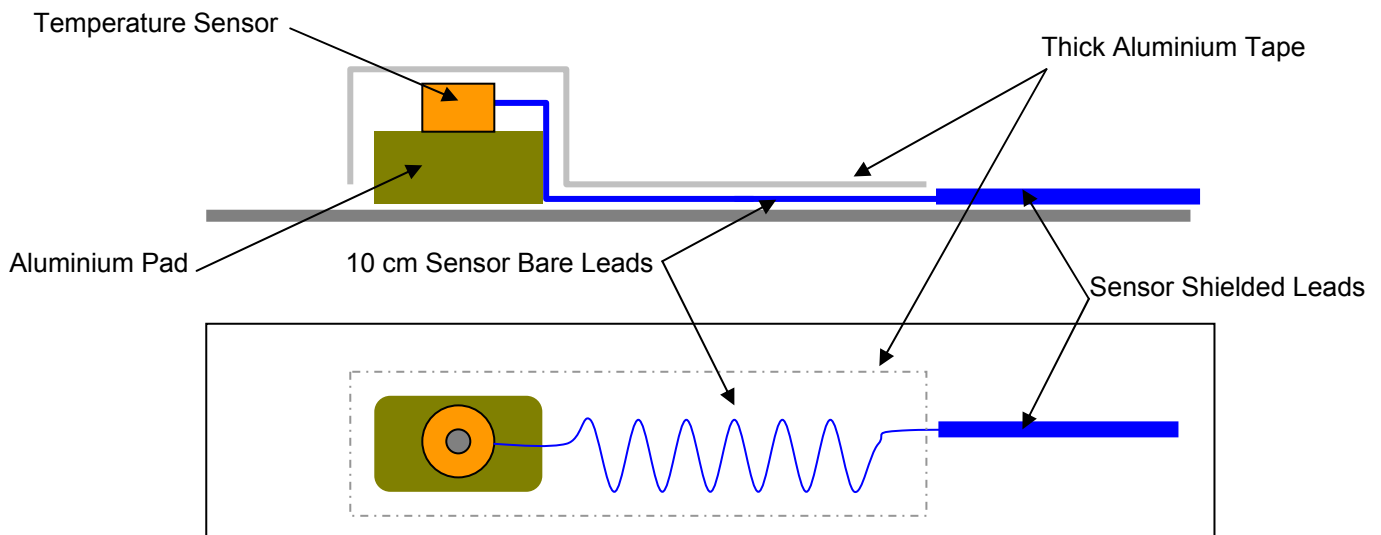 Temperature Sensor
Thick Aluminium Tape
Aluminium Pad
10 cm Sensor Bare Leads
Sensor Shielded Leads